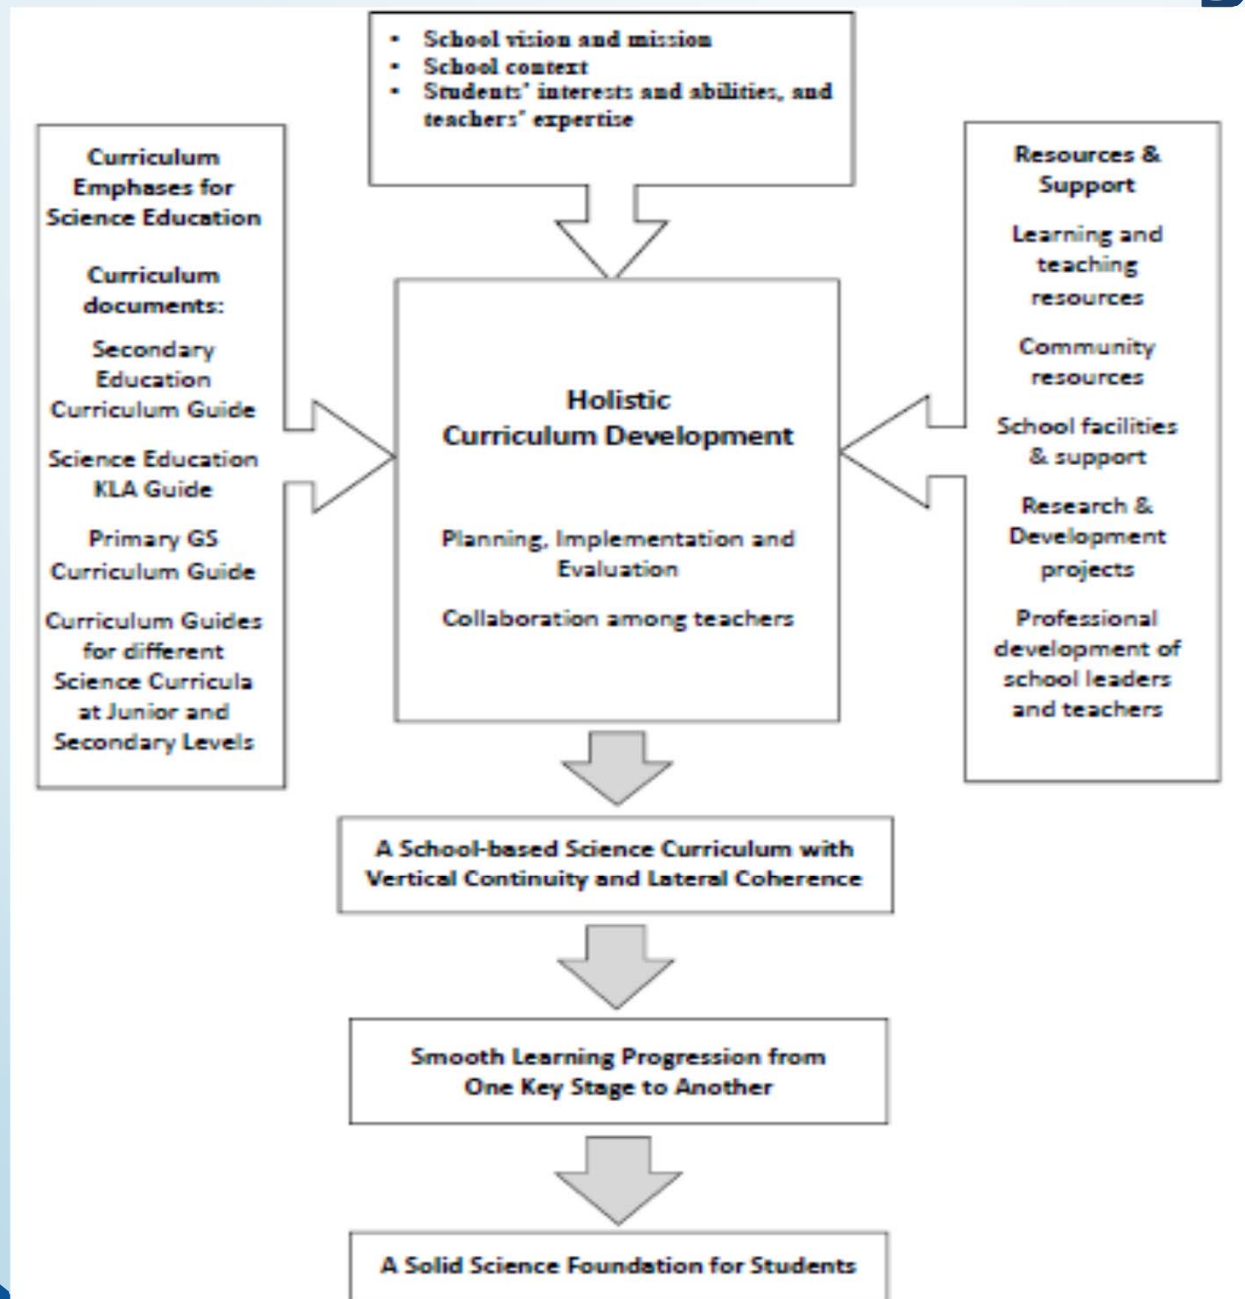 • School vision and mission
• School context
• Students' interests and abilities, and
teachers' expertise
Curriculum
Emphases for
Science Education
Curriculum
documents:
Secondary
Education
Curriculum Guide
Science Education
KLA Guide
Primary GS
Curriculum Guide
Curriculum Guides
for different
Science Curricula
at Junior and
Secondary Levels
Holistic
Curriculum Development
Planning, Implementation and
Evaluation
Collaboration among teachers
Resources &
Support
Learning and
teaching
resources
Community
resources
School facilities
& support
Research &
Development
projects
Professional
development of
school leaders
and teachers
A School-based Science Curriculum with
Vertical Continuity and Lateral Coherence
Smooth Learning Progression from
One Key Stage to Another
A Solid Science Foundation for Students